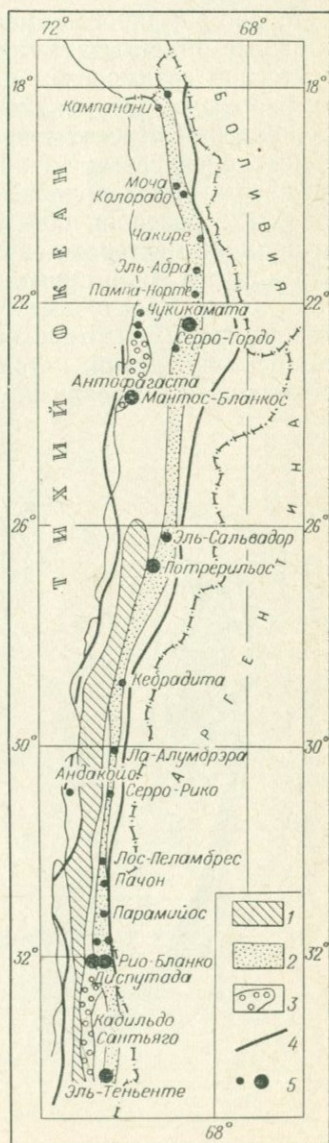 72° 68°
18°
Кампанани
БОЛИВИЯ
Моча
Колорадо
Чакире
Эль-Абра
Пампа-Норте
22° 22°
Чукикамата
Серро-Гордо
Антофагаста
Мантос-Бланкос
ТИХИЙ ОКЕАН
26° 26°
Эль-Сальвадор
Потрерильос
АРГЕНТИНА
Кебрадита
30° 30°
Ла-Алумдрэра
Андакойо
Серро-Рико
Лос-Пеламбрес
Пачон
Парамийос
32° 32°
Рио-Бланко
Диспутада
Кадильдо
Сантьяго
Эль-Теньенте
68°
1
2
3
4
5